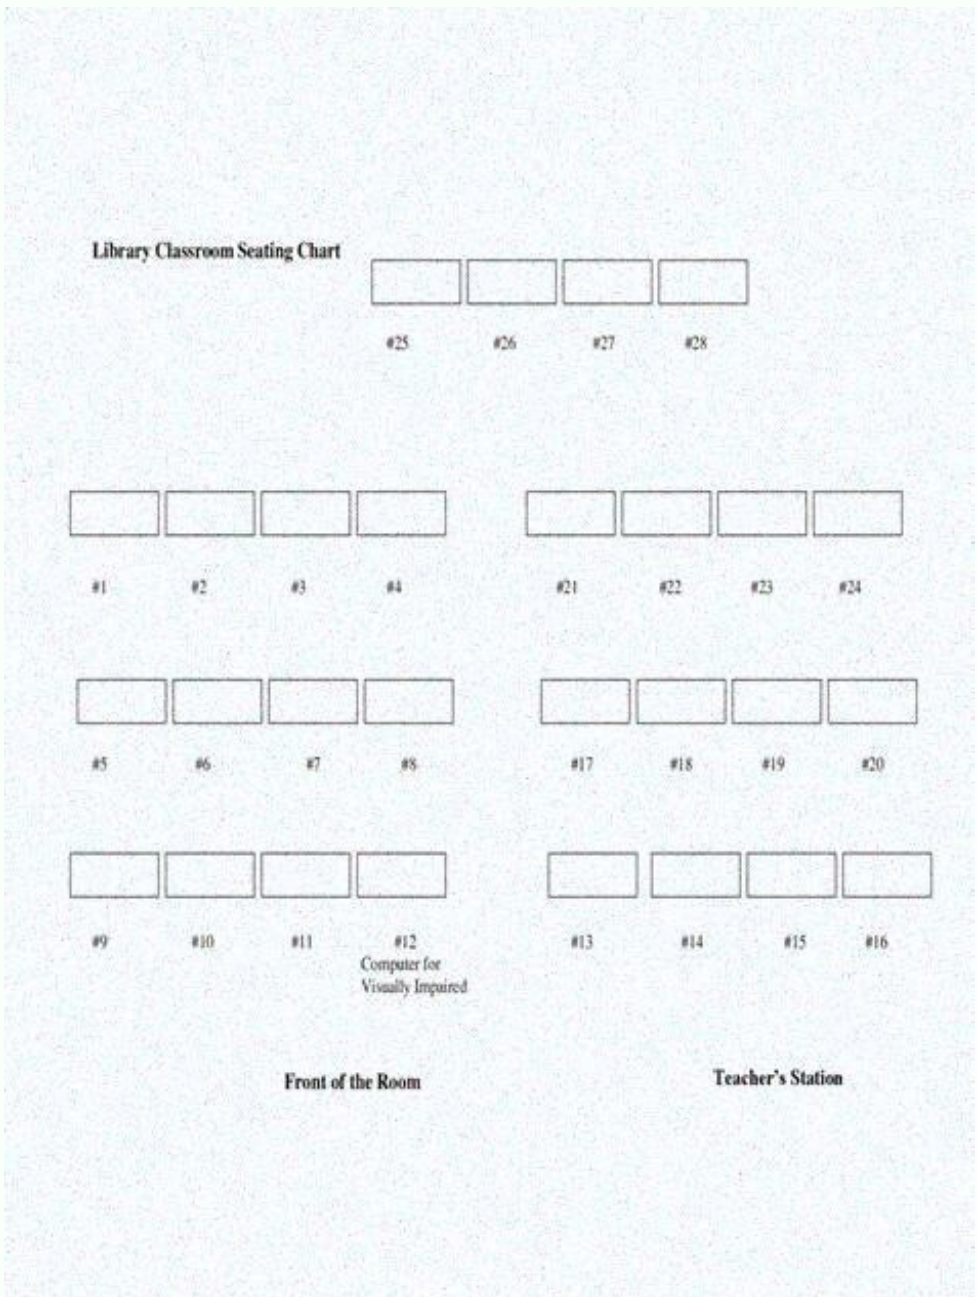 Library Classroom Seating Chart
#25 #26 #27 #28
#1 #2 #3 #4 #21 #22 #23 #24
#5 #6 #7 #8 #17 #18 #19 #20
#9 #10 #11 #12 #13 #14 #15 #16
Computer for
Visually Impaired
Front of the Room Teacher's Station